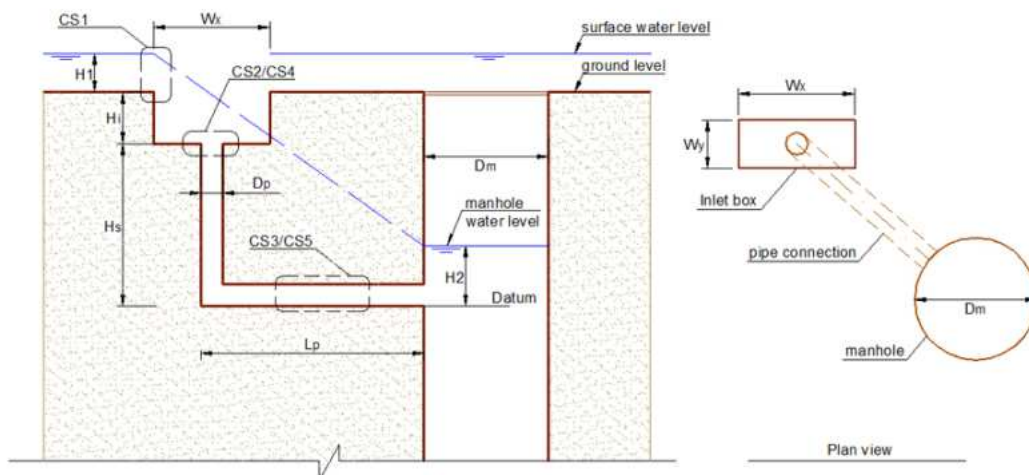 CS1
Wx
surface water level
H1
CS2/CS4
ground level
Hi
Wx
Wy
Dm
Dp
Inlet box
manhole
water level
Hs
CS3/CS5
pipe connection
H2
Datum
Dm
Lp
manhole
Plan view